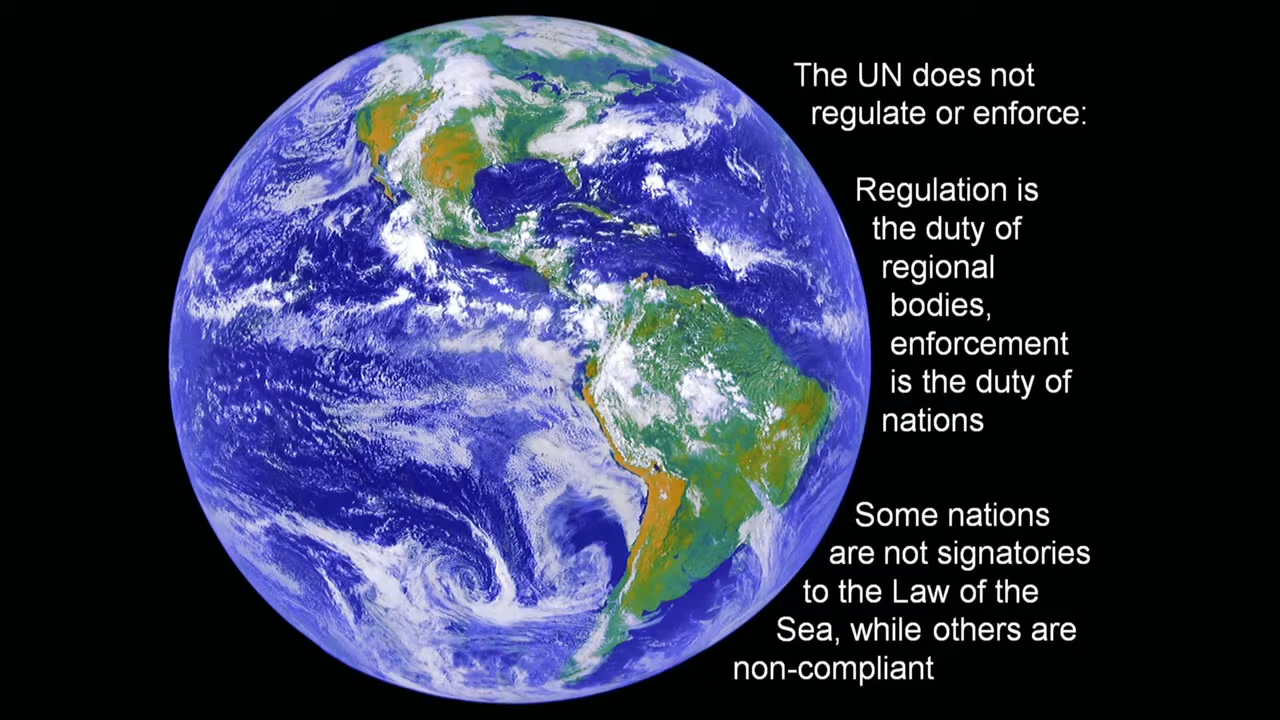 The UN does not
regulate or enforce:
Regulation is
the duty of
regional
bodies,
enforcement
is the duty of
nations
Some nations
are not signatories
to the Law of the
Sea, while others are
non-compliant